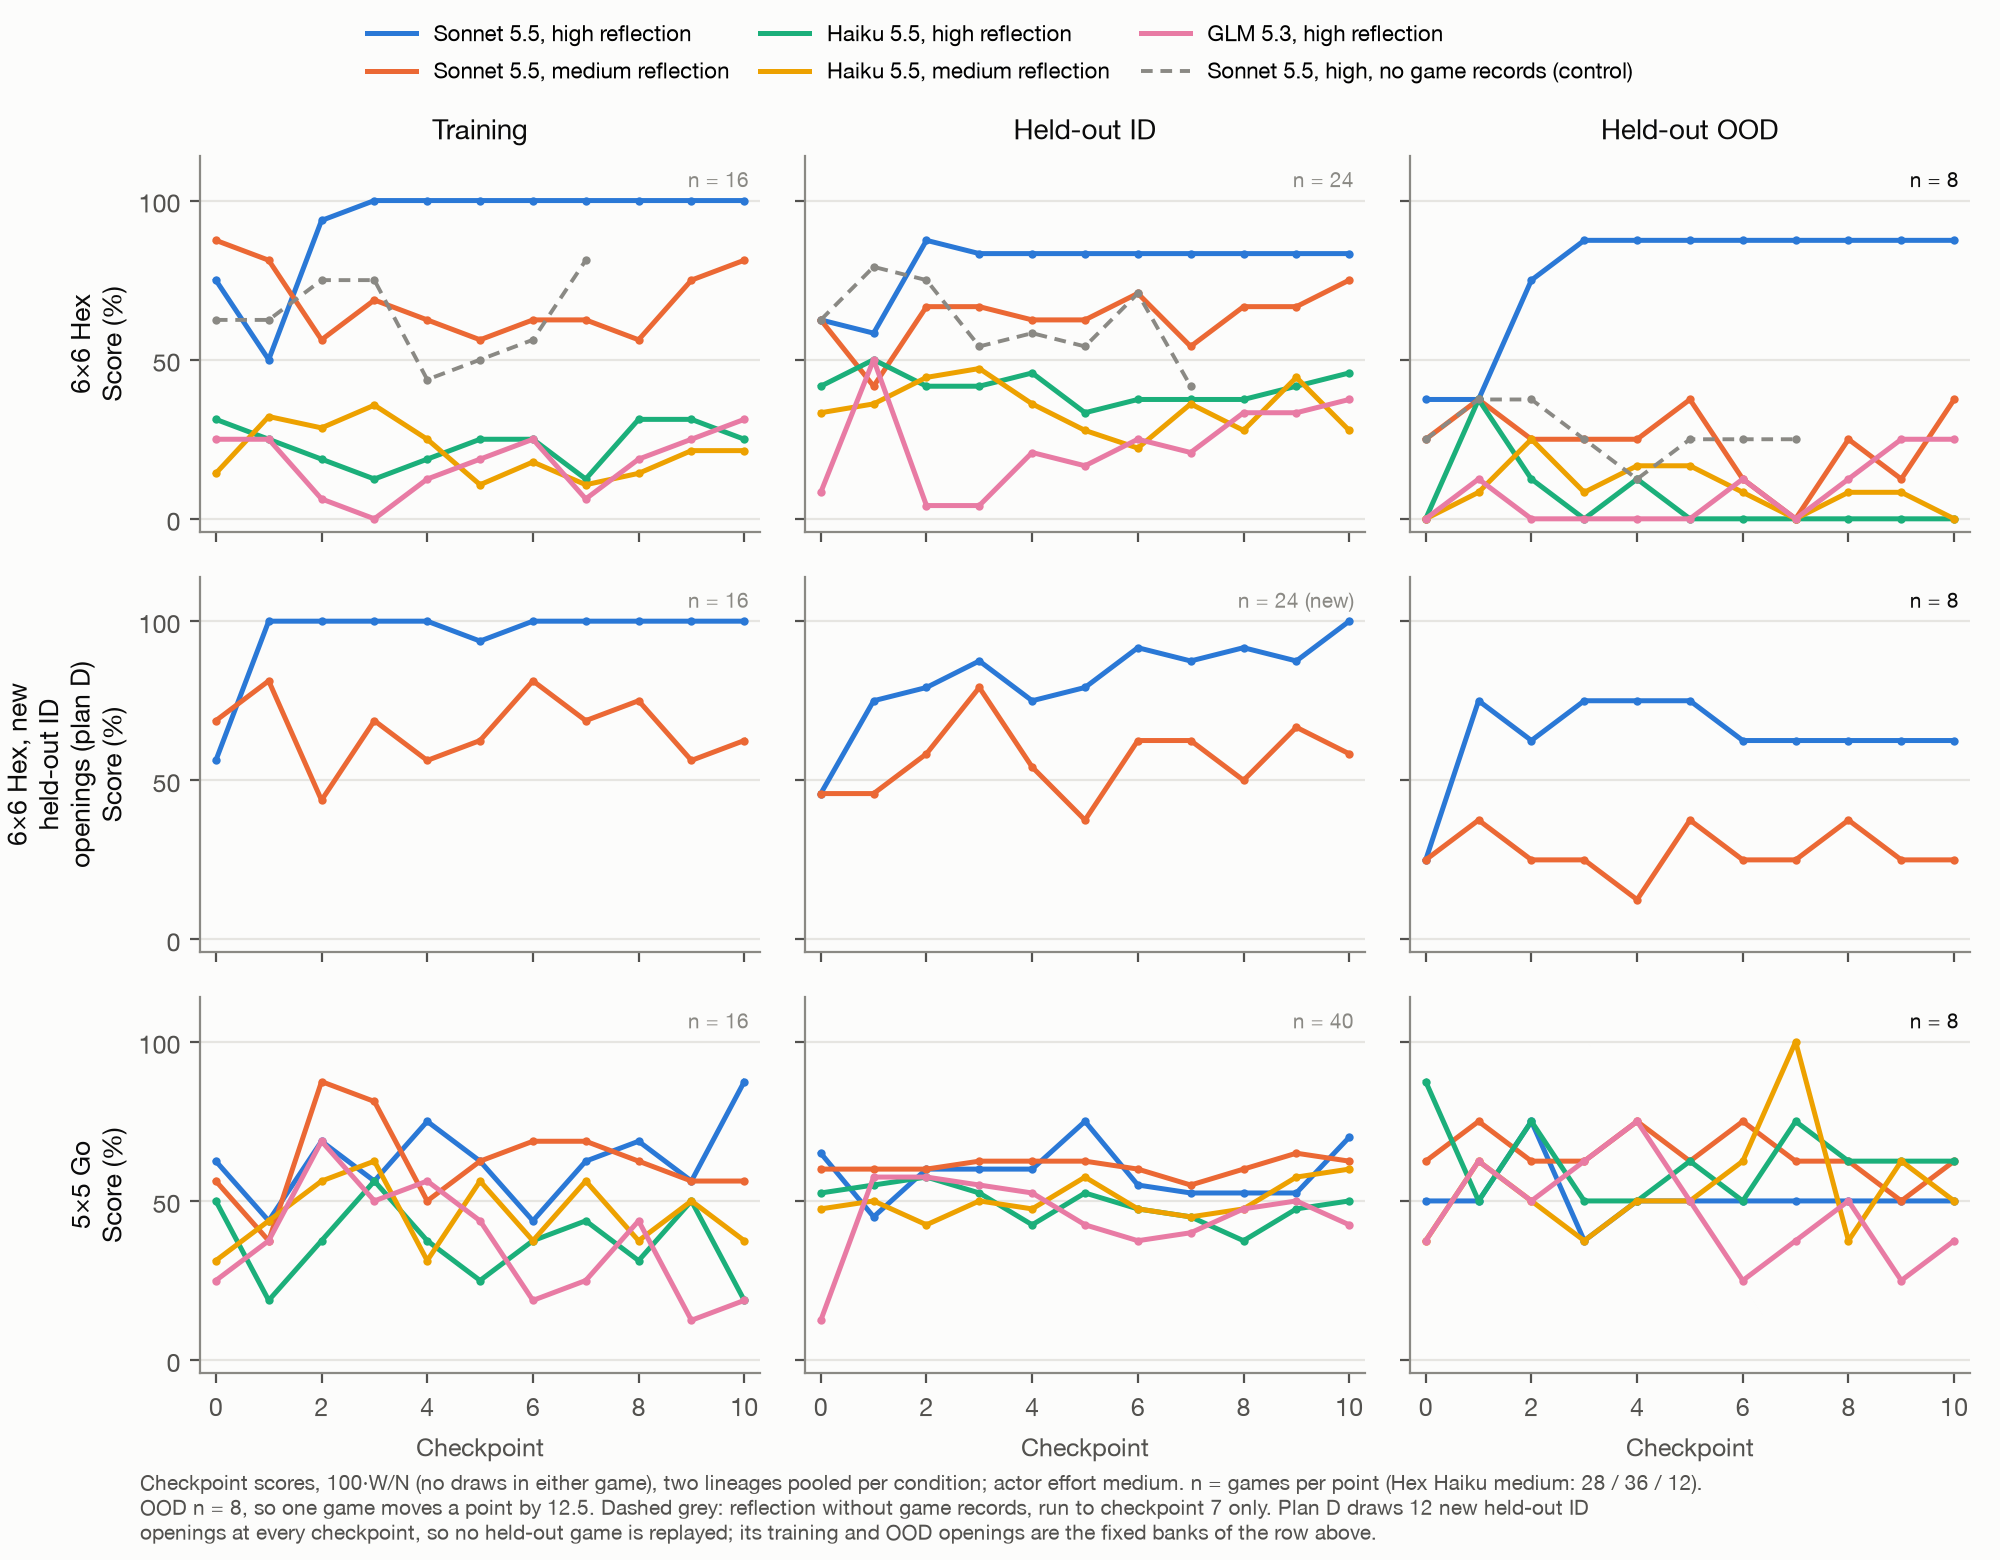 Sonnet 5.5, high reflection
Haiku 5.5, high reflection
GLM 5.3, high reflection
Sonnet 5.5, medium reflection
Haiku 5.5, medium reflection
Sonnet 5.5, high, no game records (control)
Training
Held-out ID
Held-out OOD
6×6 Hex
Score (%)
100
50
0
n = 16
n = 24
n = 8
6×6 Hex, new
held-out ID
openings (plan D)
Score (%)
100
50
0
n = 16
n = 24 (new)
n = 8
5×5 Go
Score (%)
100
50
0
n = 16
n = 40
n = 8
0 2 4 6 8 10
0 2 4 6 8 10
0 2 4 6 8 10
Checkpoint
Checkpoint
Checkpoint
Checkpoint scores, 100·W/N (no draws in either game), two lineages pooled per condition; actor effort medium. n = games per point (Hex Haiku medium: 28 / 36 / 12).
OOD n = 8, so one game moves a point by 12.5. Dashed grey: reflection without game records, run to checkpoint 7 only. Plan D draws 12 new held-out ID
openings at every checkpoint, so no held-out game is replayed; its training and OOD openings are the fixed banks of the row above.